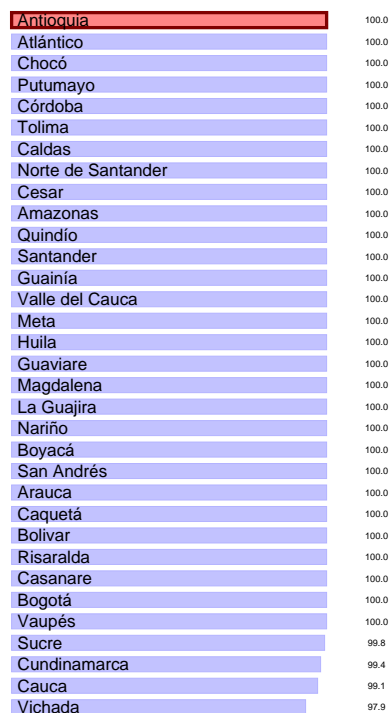 Antioquia 100.0
Atlántico 100.0
Chocó 100.0
Putumayo 100.0
Córdoba 100.0
Tolima 100.0
Caldas 100.0
Norte de Santander 100.0
Cesar 100.0
Amazonas 100.0
Quindío 100.0
Santander 100.0
Guainía 100.0
Valle del Cauca 100.0
Meta 100.0
Huila 100.0
Guaviare 100.0
Magdalena 100.0
La Guajira 100.0
Nariño 100.0
Boyacá 100.0
San Andrés 100.0
Arauca 100.0
Caquetá 100.0
Bolivar 100.0
Risaralda 100.0
Casanare 100.0
Bogotá 100.0
Vaupés 100.0
Sucre 99.8
Cundinamarca 99.4
Cauca 99.1
Vichada 97.9